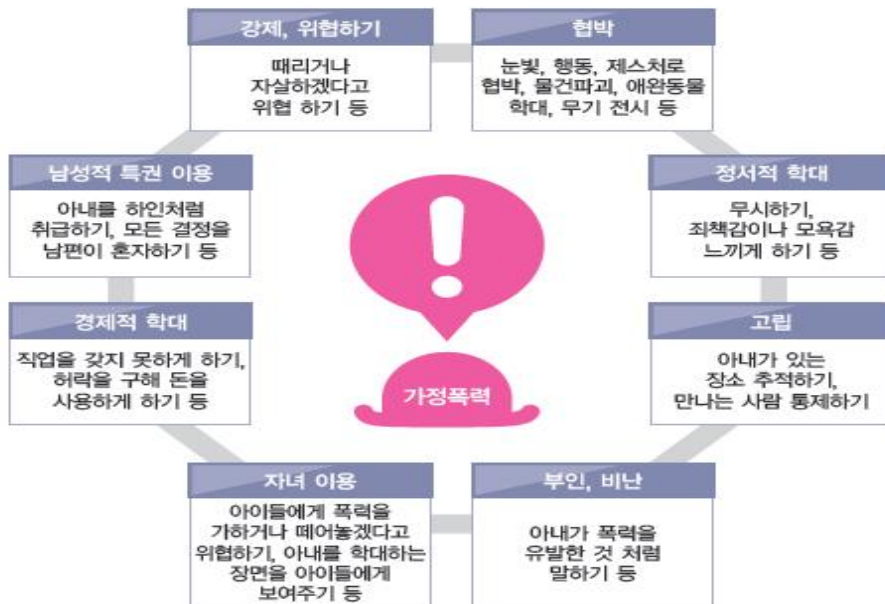 강제, 위협하기
때리거나
자살하겠다고
위협 하기 등
협박
눈빛, 행동, 제스처로
협박, 물건파괴, 애완동물
학대, 무기 전시 등
남성적 특권 이용
아내를 하인처럼
취급하기, 모든 결정을
남편이 혼자하기 등
정서적 학대
무시하기,
죄책감이나 모욕감
느끼게 하기 등
경제적 학대
직업을 갖지 못하게 하기,
허락을 구해 돈을
사용하게 하기 등
고립
아내가 있는
장소 추적하기,
만나는 사람 통제하기
가정폭력
자녀 이용
아이들에게 폭력을
가하거나 떼어놓겠다고
위협하기, 아내를 학대하는
장면을 아이들에게
보여주기 등
부인, 비난
아내가 폭력을
유발한 것 처럼
말하기 등